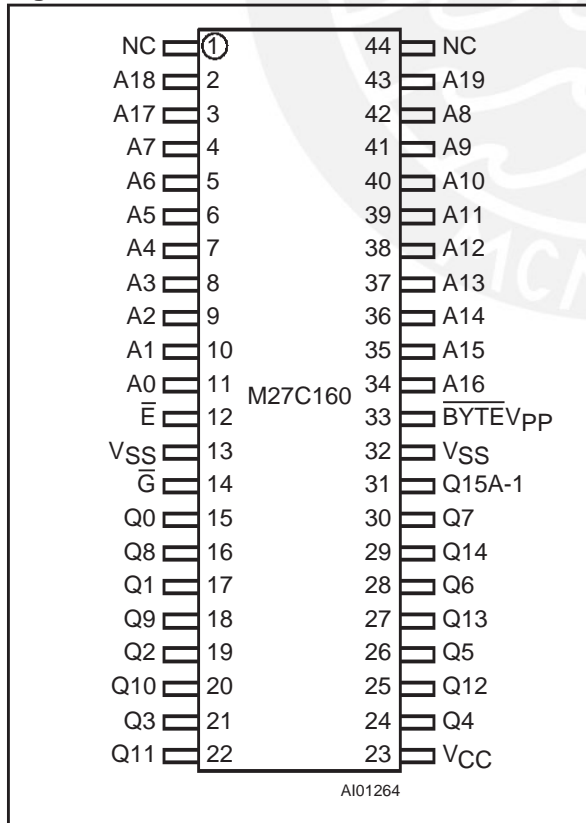 NC 1 44 NC
A18 2 43 A19
A17 3 42 A8
A7 4 41 A9
A6 5 40 A10
A5 6 39 A11
A4 7 38 A12
A3 8 37 A13
A2 9 36 A14
A1 10 35 A15
A0 11 34 A16
M27C160
E̅ 12 33 B̅Y̅T̅E̅VPP
VSS 13 32 VSS
G̅ 14 31 Q15A-1
Q0 15 30 Q7
Q8 16 29 Q14
Q1 17 28 Q6
Q9 18 27 Q13
Q2 19 26 Q5
Q10 20 25 Q12
Q3 21 24 Q4
Q11 22 23 VCC
AI01264